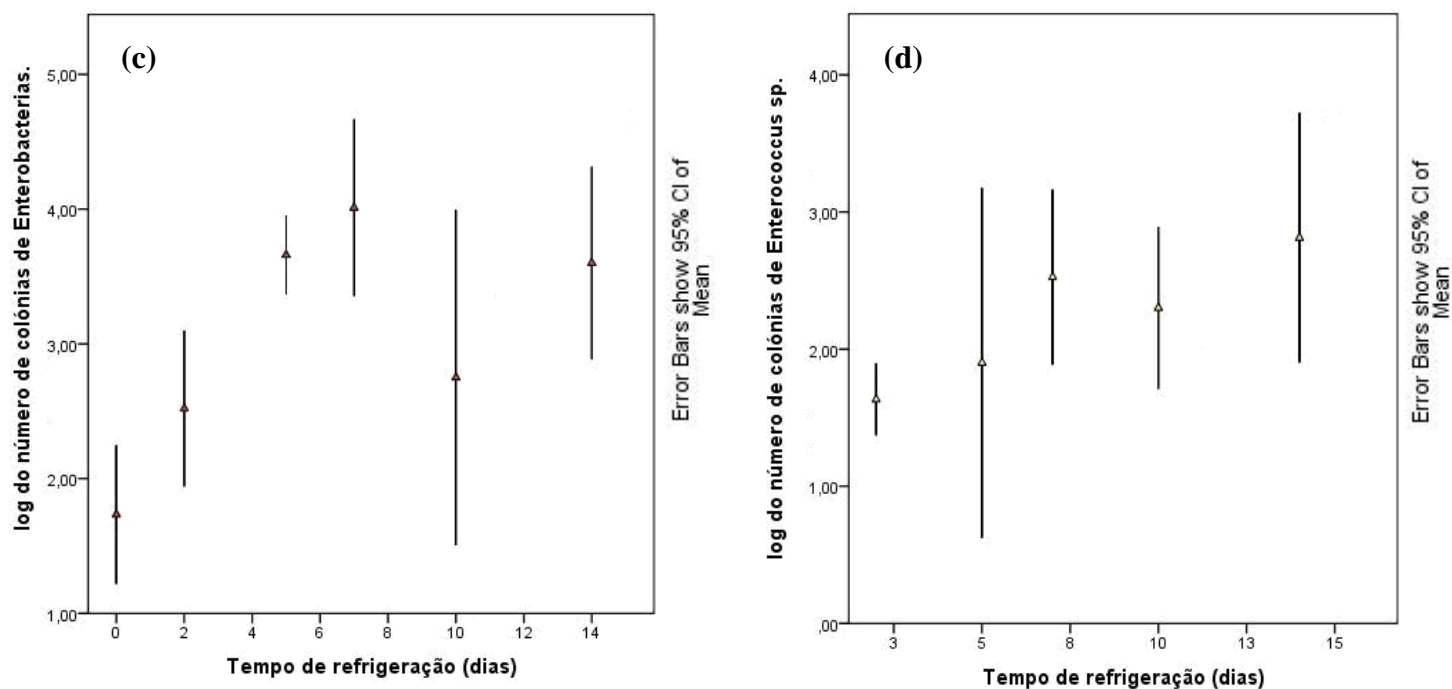 (c)
log do número de colónias de Enterobacterias.
5,00
4,00
3,00
2,00
1,00
0 2 4 6 8 10 12 14
Tempo de refrigeração (dias)
Error Bars show 95% CI of
Mean
(d)
log do número de colónias de Enterococcus sp.
4,00
3,00
2,00
1,00
,00
3 5 8 10 13 15
Tempo de refrigeração (dias)
Error Bars show 95% Cl of
Mean